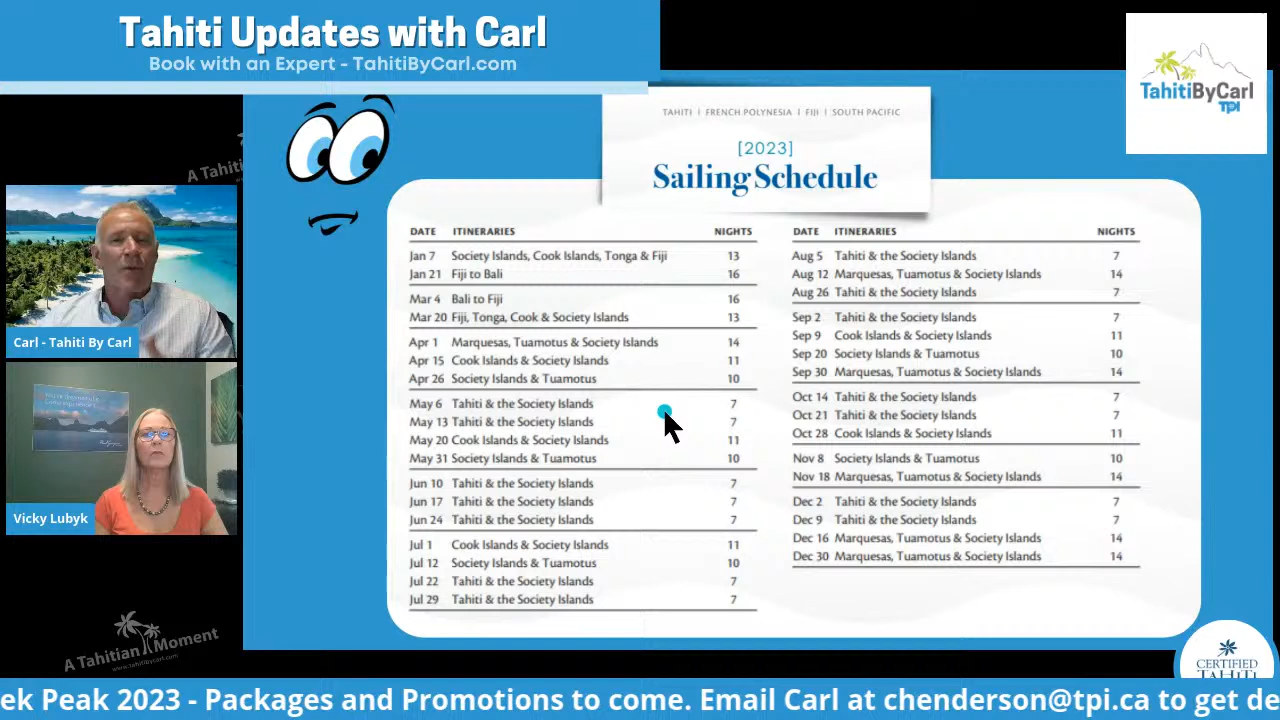 Tahiti Updates with Carl
Book with an Expert - TahitiByCarl.com
TahitiByCarl
TPI
TAHITI | FRENCH POLYNESIA | FIJI | SOUTH PACIFIC
[2023]
Sailing Schedule
A Tahiti
DATE ITINERARIES NIGHTS
Jan 7 Society Islands, Cook Islands, Tonga & Fiji 13
Jan 21 Fiji to Bali 16
Mar 4 Bali to Fiji 16
Mar 20 Fiji, Tonga, Cook & Society Islands 13
Apr 1 Marquesas, Tuamotus & Society Islands 14
Apr 15 Cook Islands & Society Islands 11
Apr 26 Society Islands & Tuamotus 10
May 6 Tahiti & the Society Islands 7
May 13 Tahiti & the Society Islands 7
May 20 Cook Islands & Society Islands 11
May 31 Society Islands & Tuamotus 10
Jun 10 Tahiti & the Society Islands 7
Jun 17 Tahiti & the Society Islands 7
Jun 24 Tahiti & the Society Islands 7
Jul 1 Cook Islands & Society Islands 11
Jul 12 Society Islands & Tuamotus 10
Jul 22 Tahiti & the Society Islands 7
Jul 29 Tahiti & the Society Islands 7
DATE ITINERARIES NIGHTS
Aug 5 Tahiti & the Society Islands 7
Aug 12 Marquesas, Tuamotus & Society Islands 14
Aug 26 Tahiti & the Society Islands 7
Sep 2 Tahiti & the Society Islands 7
Sep 9 Cook Islands & Society Islands 11
Sep 20 Society Islands & Tuamotus 10
Sep 30 Marquesas, Tuamotus & Society Islands 14
Oct 14 Tahiti & the Society Islands 7
Oct 21 Tahiti & the Society Islands 7
Oct 28 Cook Islands & Society Islands 11
Nov 8 Society Islands & Tuamotus 10
Nov 18 Marquesas, Tuamotus & Society Islands 14
Dec 2 Tahiti & the Society Islands 7
Dec 9 Tahiti & the Society Islands 7
Dec 16 Marquesas, Tuamotus & Society Islands 14
Dec 30 Marquesas, Tuamotus & Society Islands 14
Carl - Tahiti By Carl
Vicky Lubyk
A Tahitian Moment
www.tahitibycarl.com
CERTIFIED
TAHITI
ek Peak 2023 - Packages and Promotions to come. Email Carl at chenderson@tpi.ca to get de